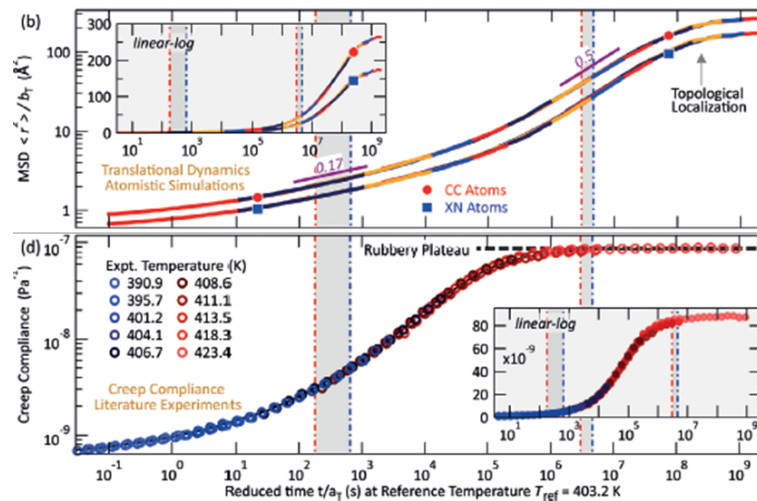 (b)
MSD <r²>/b_T (Å²)
100
10
1
300
250
200
150
100
50
0
linear-log
10¹ 10³ 10⁵ 10⁷ 10⁹
0.17
0.5
Topological
Localization
Translational Dynamics
Atomistic Simulations
CC Atoms
XN Atoms
(d)
Creep Compliance (Pa⁻¹)
10⁻⁷
10⁻⁸
10⁻⁹
Rubbery Plateau
Expt. Temperature (K)
390.9 408.6
395.7 411.1
401.2 413.5
404.1 418.3
406.7 423.4
Creep Compliance
Literature Experiments
linear-log
×10⁻⁹
80
60
40
20
0
10¹ 10³ 10⁵ 10⁷ 10⁹
10⁻¹ 10⁰ 10¹ 10² 10³ 10⁴ 10⁵ 10⁶ 10⁷ 10⁸ 10⁹
Reduced time t/a_T (s) at Reference Temperature T_ref = 403.2 K